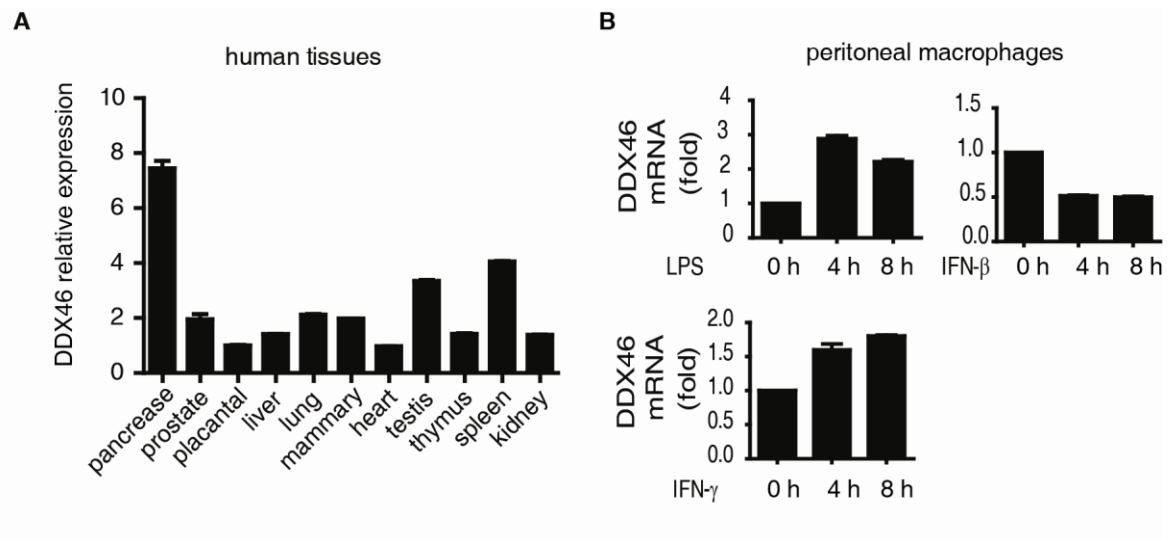 A
human tissues
DDX46 relative expression
10
8
6
4
2
0
pancrease
prostate
placantal
liver
lung
mammary
heart
testis
thymus
spleen
kidney
B
peritoneal macrophages
DDX46
mRNA
(fold)
4
3
2
1
0
LPS 0 h 4 h 8 h
1.5
1.0
0.5
0.0
IFN-β 0 h 4 h 8 h
DDX46
mRNA
(fold)
2.0
1.5
1.0
0.5
0.0
IFN-γ 0 h 4 h 8 h